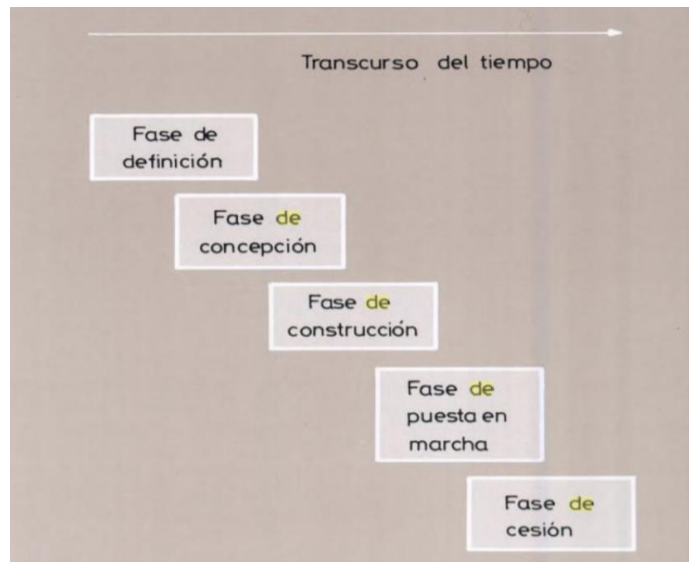 Transcurso del tiempo
Fase de
definición
Fase de
concepción
Fase de
construcción
Fase de
puesta en
marcha
Fase de
cesión